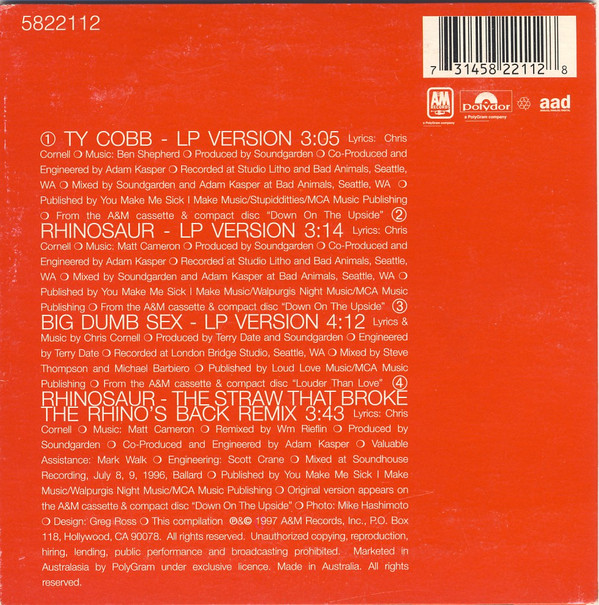 5822112
7 31458 22112 8
A&M RECORDS
a PolyGram company
Polydor
a PolyGram company
aad
① TY COBB - LP VERSION 3:05 Lyrics: Chris
Cornell ❍ Music: Ben Shepherd ❍ Produced by Soundgarden ❍ Co-Produced and
Engineered by Adam Kasper ❍ Recorded at Studio Litho and Bad Animals, Seattle,
WA ❍ Mixed by Soundgarden and Adam Kasper at Bad Animals, Seattle, WA ❍
Published by You Make Me Sick I Make Music/Stupidditties/MCA Music Publishing
❍ From the A&M cassette & compact disc "Down On The Upside" ②
RHINOSAUR - LP VERSION 3:14 Lyrics: Chris
Cornell ❍ Music: Matt Cameron ❍ Produced by Soundgarden ❍ Co-Produced and
Engineered by Adam Kasper ❍ Recorded at Studio Litho and Bad Animals, Seattle,
WA ❍ Mixed by Soundgarden and Adam Kasper at Bad Animals, Seattle, WA ❍
Published by You Make Me Sick I Make Music/Walpurgis Night Music/MCA Music
Publishing ❍ From the A&M cassette & compact disc "Down On The Upside" ③
BIG DUMB SEX - LP VERSION 4:12 Lyrics &
Music by Chris Cornell ❍ Produced by Terry Date and Soundgarden ❍ Engineered
by Terry Date ❍ Recorded at London Bridge Studio, Seattle, WA ❍ Mixed by Steve
Thompson and Michael Barbiero ❍ Published by Loud Love Music/MCA Music
Publishing ❍ From the A&M cassette & compact disc "Louder Than Love" ④
RHINOSAUR - THE STRAW THAT BROKE
THE RHINO'S BACK REMIX 3:43 Lyrics: Chris
Cornell ❍ Music: Matt Cameron ❍ Remixed by Wm Rieflin ❍ Produced by
Soundgarden ❍ Co-Produced and Engineered by Adam Kasper ❍ Valuable
Assistance: Mark Walk ❍ Engineering: Scott Crane ❍ Mixed at Soundhouse
Recording, July 8, 9, 1996, Ballard ❍ Published by You Make Me Sick I Make
Music/Walpurgis Night Music/MCA Music Publishing ❍ Original version appears on
the A&M cassette & compact disc "Down On The Upside" ❍ Photo: Mike Hashimoto
❍ Design: Greg Ross ❍ This compilation ℗&© 1997 A&M Records, Inc., P.O. Box
118, Hollywood, CA 90078. All rights reserved. Unauthorized copying, reproduction,
hiring, lending, public performance and broadcasting prohibited. Marketed in
Australasia by PolyGram under exclusive licence. Made in Australia. All rights
reserved.